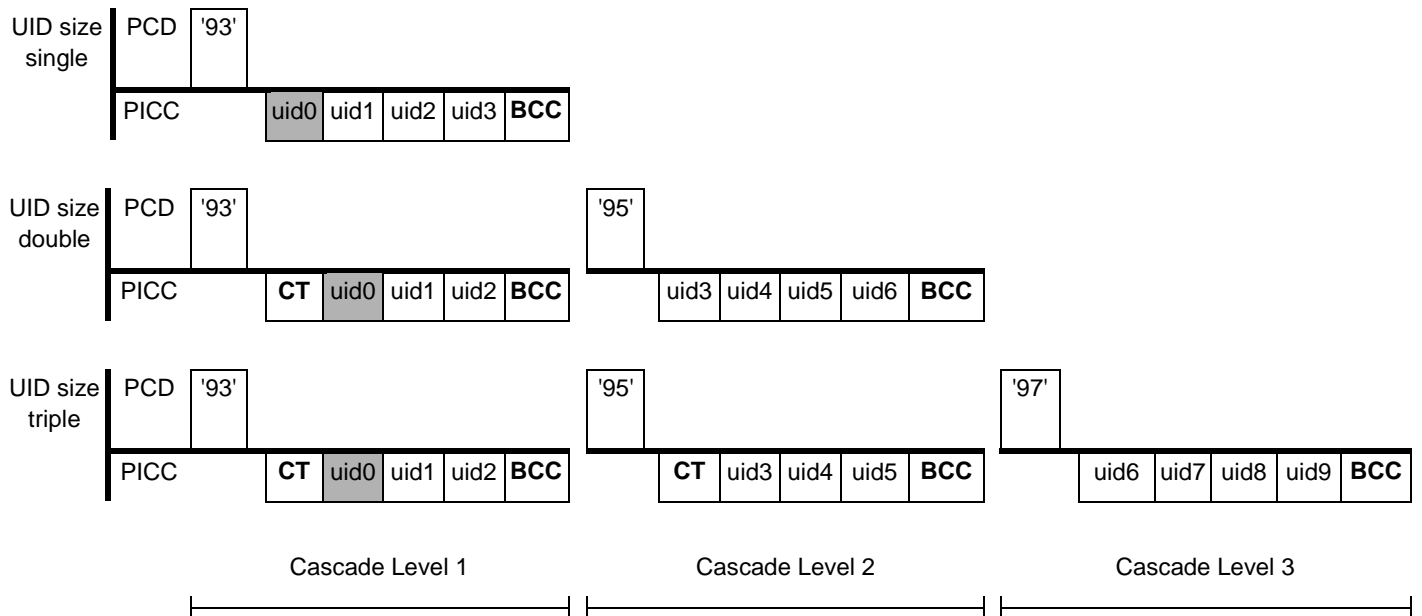 UID size single PCD '93'
PICC uid0 uid1 uid2 uid3 BCC
UID size double PCD '93' '95'
PICC CT uid0 uid1 uid2 BCC uid3 uid4 uid5 uid6 BCC
UID size triple PCD '93' '95' '97'
PICC CT uid0 uid1 uid2 BCC CT uid3 uid4 uid5 BCC uid6 uid7 uid8 uid9 BCC
Cascade Level 1 Cascade Level 2 Cascade Level 3